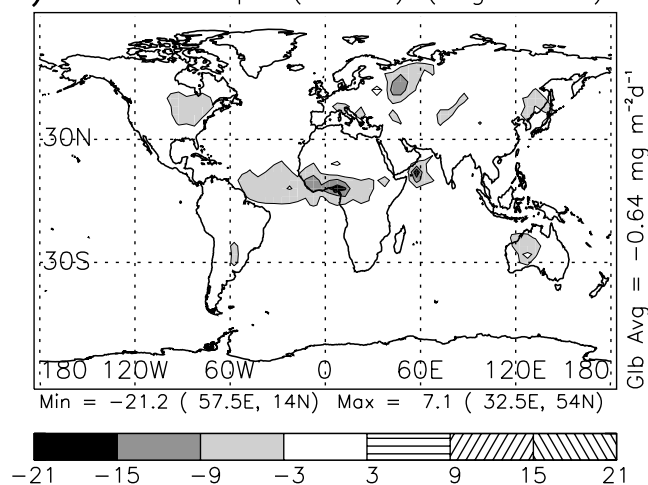 30N
30S
180 120W 60W 0 60E 120E 180
Glb Avg = −0.64 mg m⁻²d⁻¹
Min = −21.2 ( 57.5E, 14N) Max = 7.1 ( 32.5E, 54N)
−21 −15 −9 −3 3 9 15 21